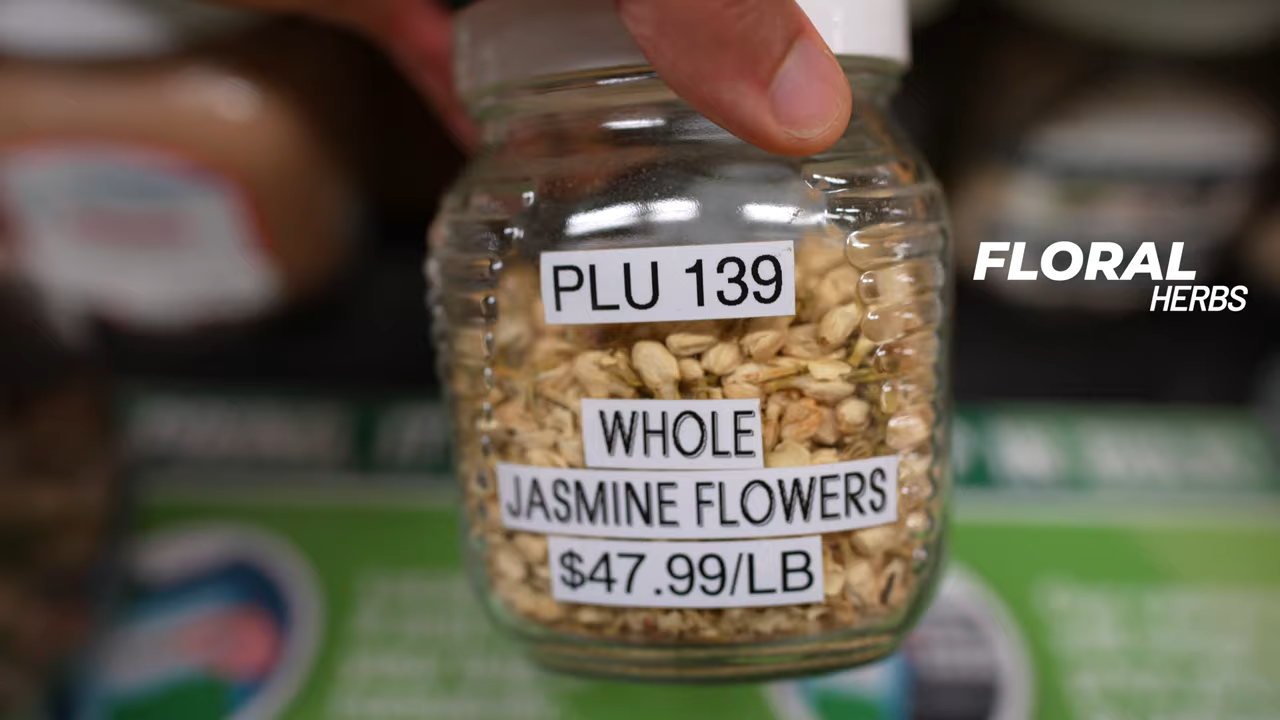 PLU 139
WHOLE
JASMINE FLOWERS
$47.99/LB
FLORAL
HERBS